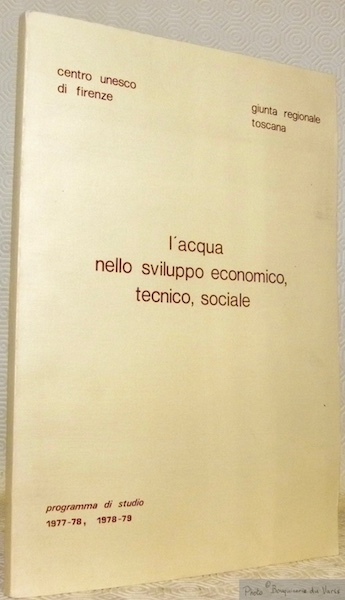 centro unesco
di firenze
giunta regionale
toscana
l'acqua
nello sviluppo economico,
tecnico, sociale
programma di studio
1977-78, 1978-79
Photo © Bouquinerie du Varis